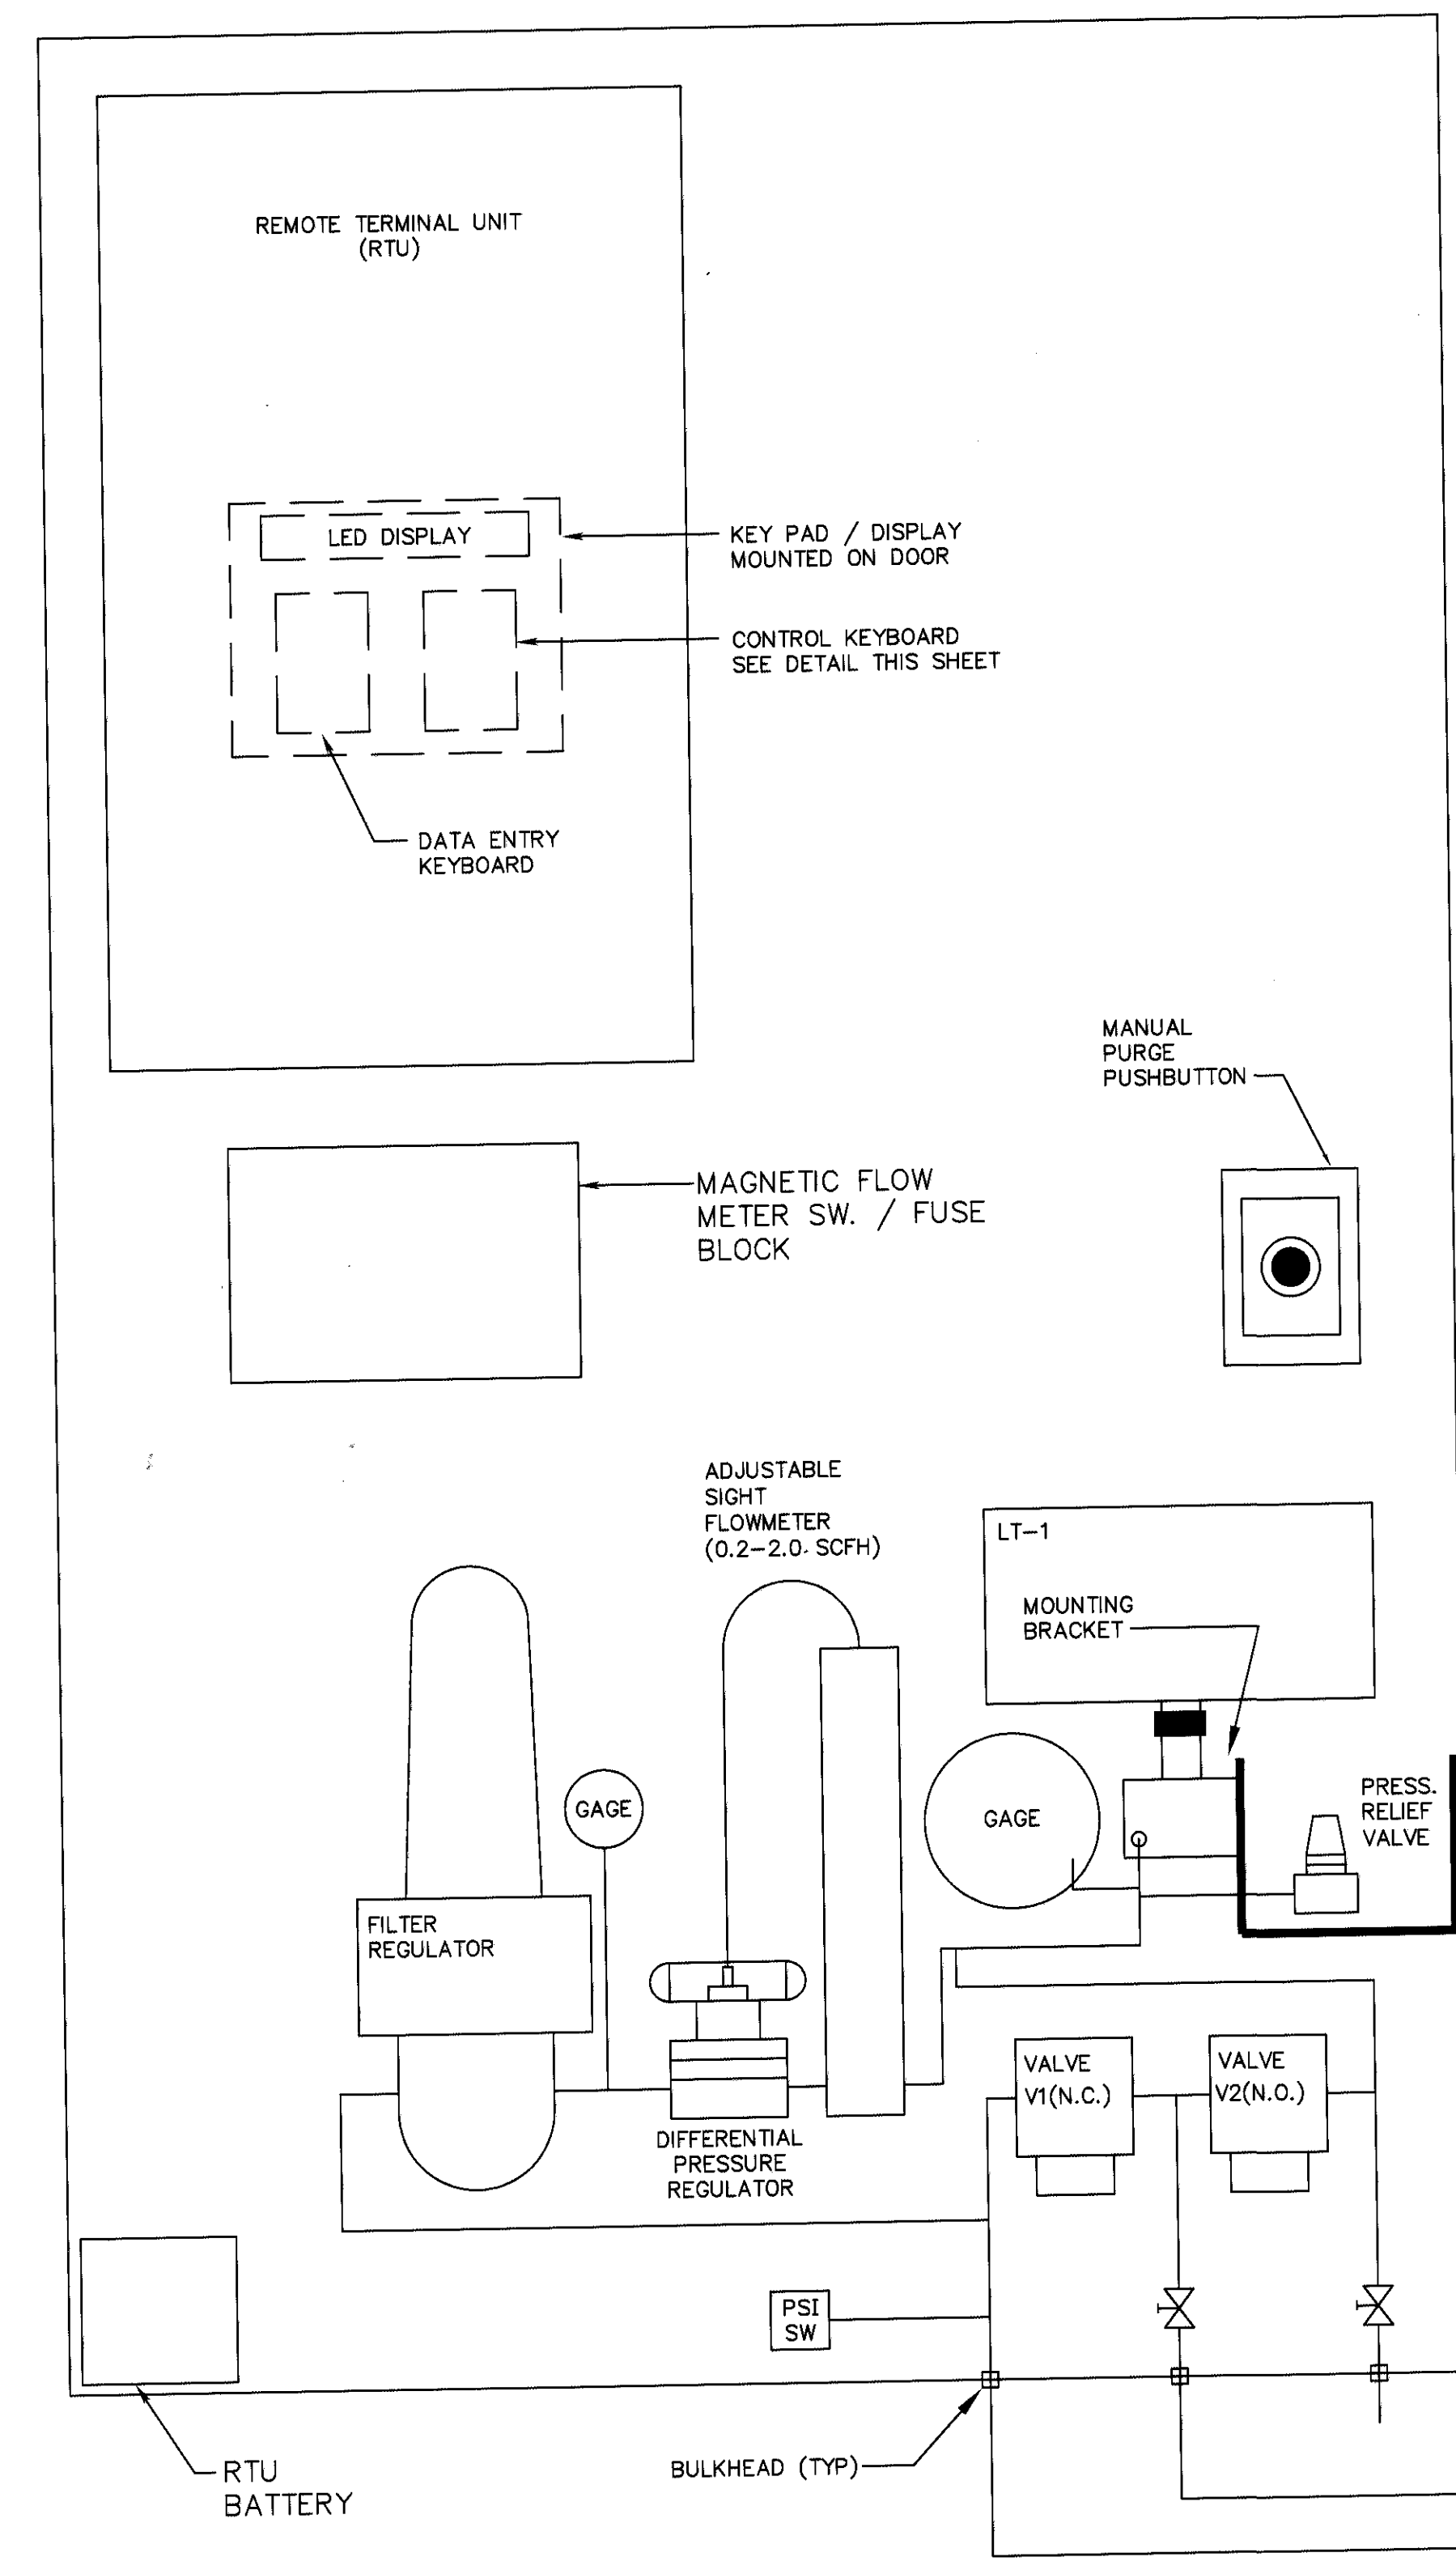 REMOTE TERMINAL UNIT
(RTU)
LED DISPLAY
KEY PAD / DISPLAY
MOUNTED ON DOOR
CONTROL KEYBOARD
SEE DETAIL THIS SHEET
DATA ENTRY
KEYBOARD
MANUAL
PURGE
PUSHBUTTON
MAGNETIC FLOW
METER SW. / FUSE
BLOCK
ADJUSTABLE
SIGHT
FLOWMETER
(0.2-2.0 SCFH)
LT-1
MOUNTING
BRACKET
GAGE
GAGE
PRESS.
RELIEF
VALVE
FILTER
REGULATOR
VALVE
V1(N.C.)
VALVE
V2(N.O.)
DIFFERENTIAL
PRESSURE
REGULATOR
PSI
SW
BULKHEAD (TYP)
RTU
BATTERY